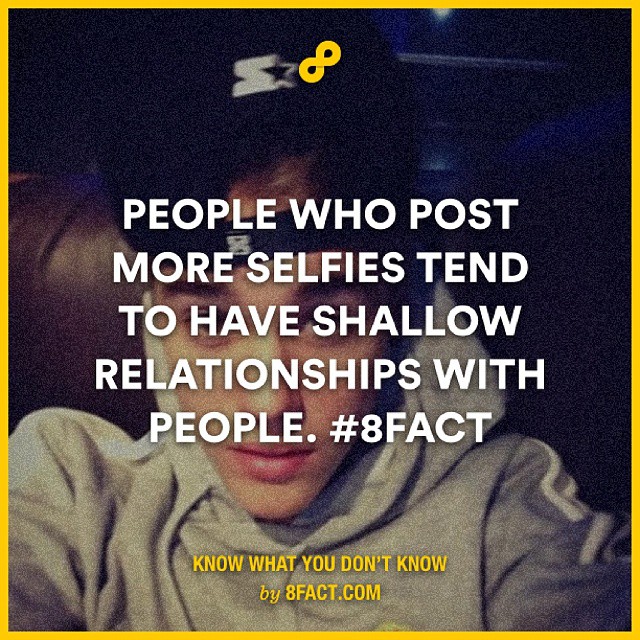 PEOPLE WHO POST
MORE SELFIES TEND
TO HAVE SHALLOW
RELATIONSHIPS WITH
PEOPLE. #8FACT
KNOW WHAT YOU DON'T KNOW
by 8FACT.COM